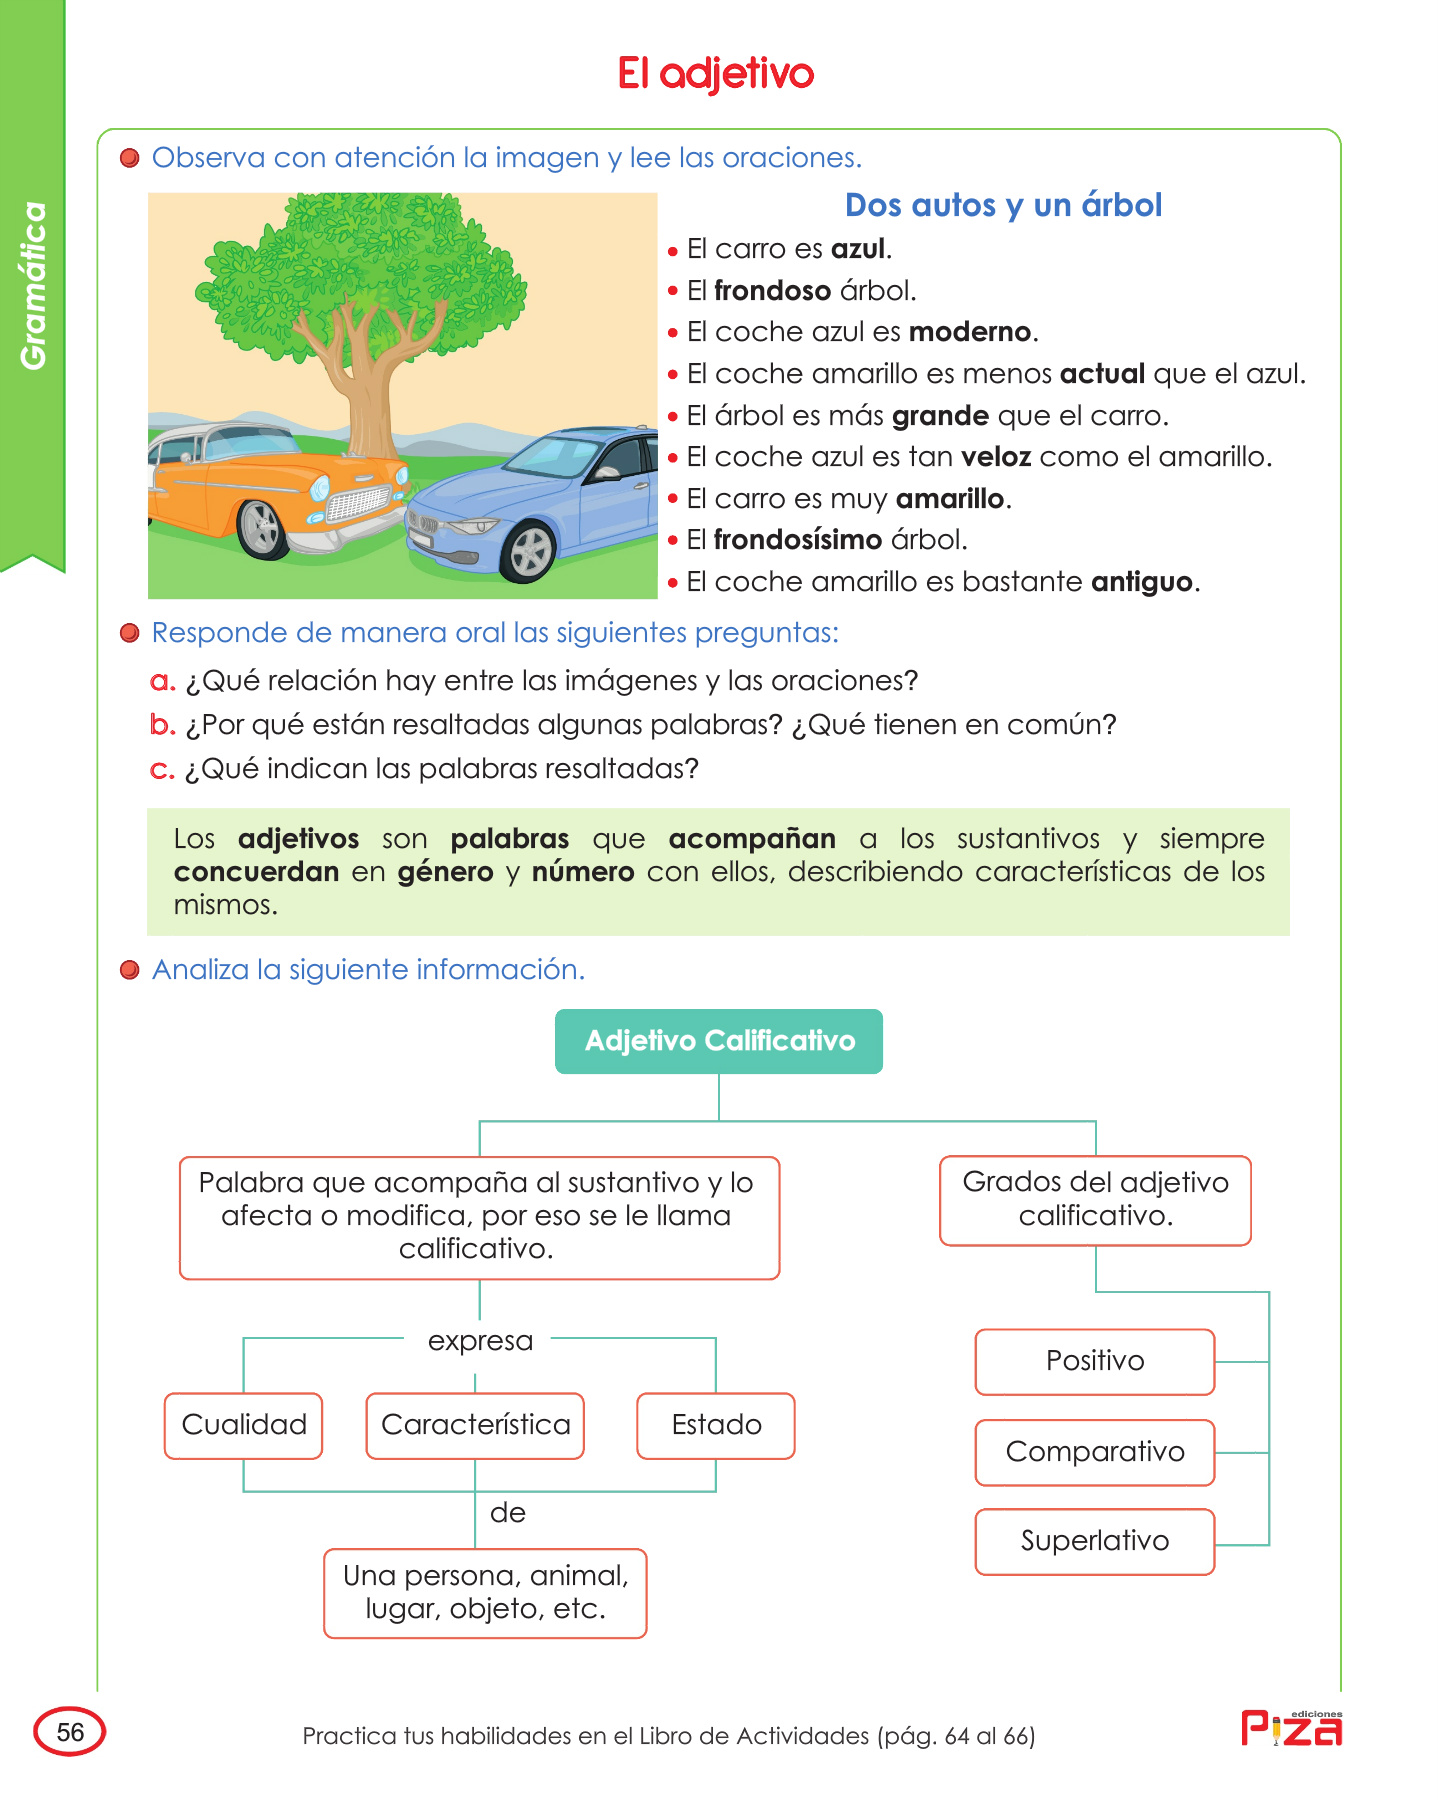 El adjetivo
Gramática
Observa con atención la imagen y lee las oraciones.
Dos autos y un árbol
• El carro es azul.
• El frondoso árbol.
• El coche azul es moderno.
• El coche amarillo es menos actual que el azul.
• El árbol es más grande que el carro.
• El coche azul es tan veloz como el amarillo.
• El carro es muy amarillo.
• El frondosísimo árbol.
• El coche amarillo es bastante antiguo.
Responde de manera oral las siguientes preguntas:
a. ¿Qué relación hay entre las imágenes y las oraciones?
b. ¿Por qué están resaltadas algunas palabras? ¿Qué tienen en común?
c. ¿Qué indican las palabras resaltadas?
Los adjetivos son palabras que acompañan a los sustantivos y siempre
concuerdan en género y número con ellos, describiendo características de los
mismos.
Analiza la siguiente información.
Adjetivo Calificativo
Palabra que acompaña al sustantivo y lo
afecta o modifica, por eso se le llama
calificativo.
expresa
Cualidad
Característica
Estado
de
Una persona, animal,
lugar, objeto, etc.
Grados del adjetivo
calificativo.
Positivo
Comparativo
Superlativo
56
Practica tus habilidades en el Libro de Actividades (pág. 64 al 66)
ediciones
Piza